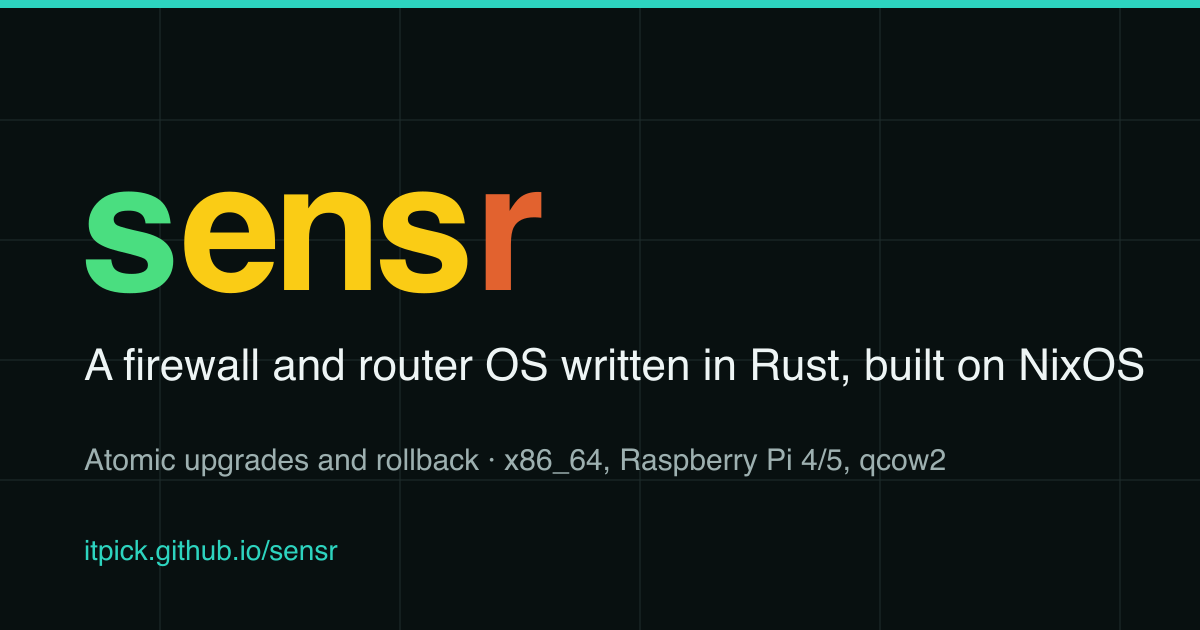 sensr
A firewall and router OS written in Rust, built on NixOS
Atomic upgrades and rollback · x86_64, Raspberry Pi 4/5, qcow2
itpick.github.io/sensr